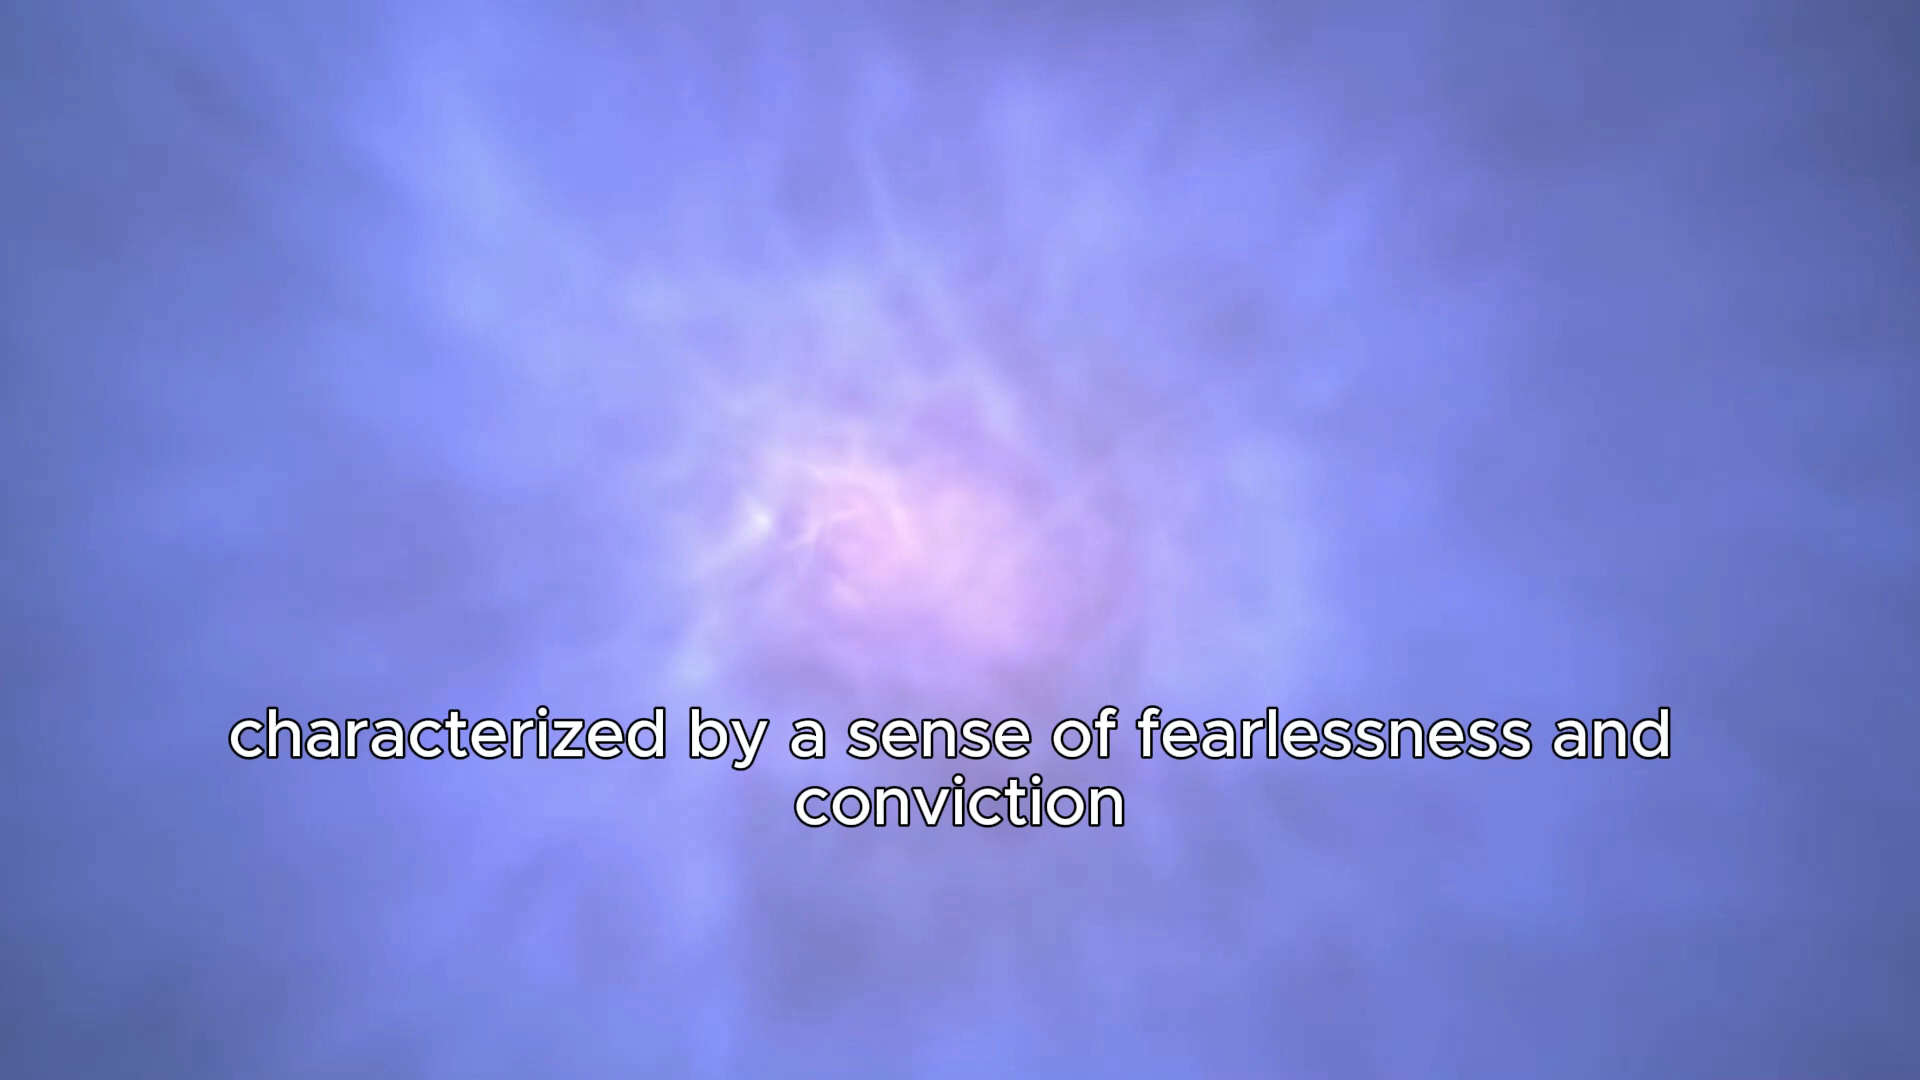 characterized by a sense of fearlessness and
conviction